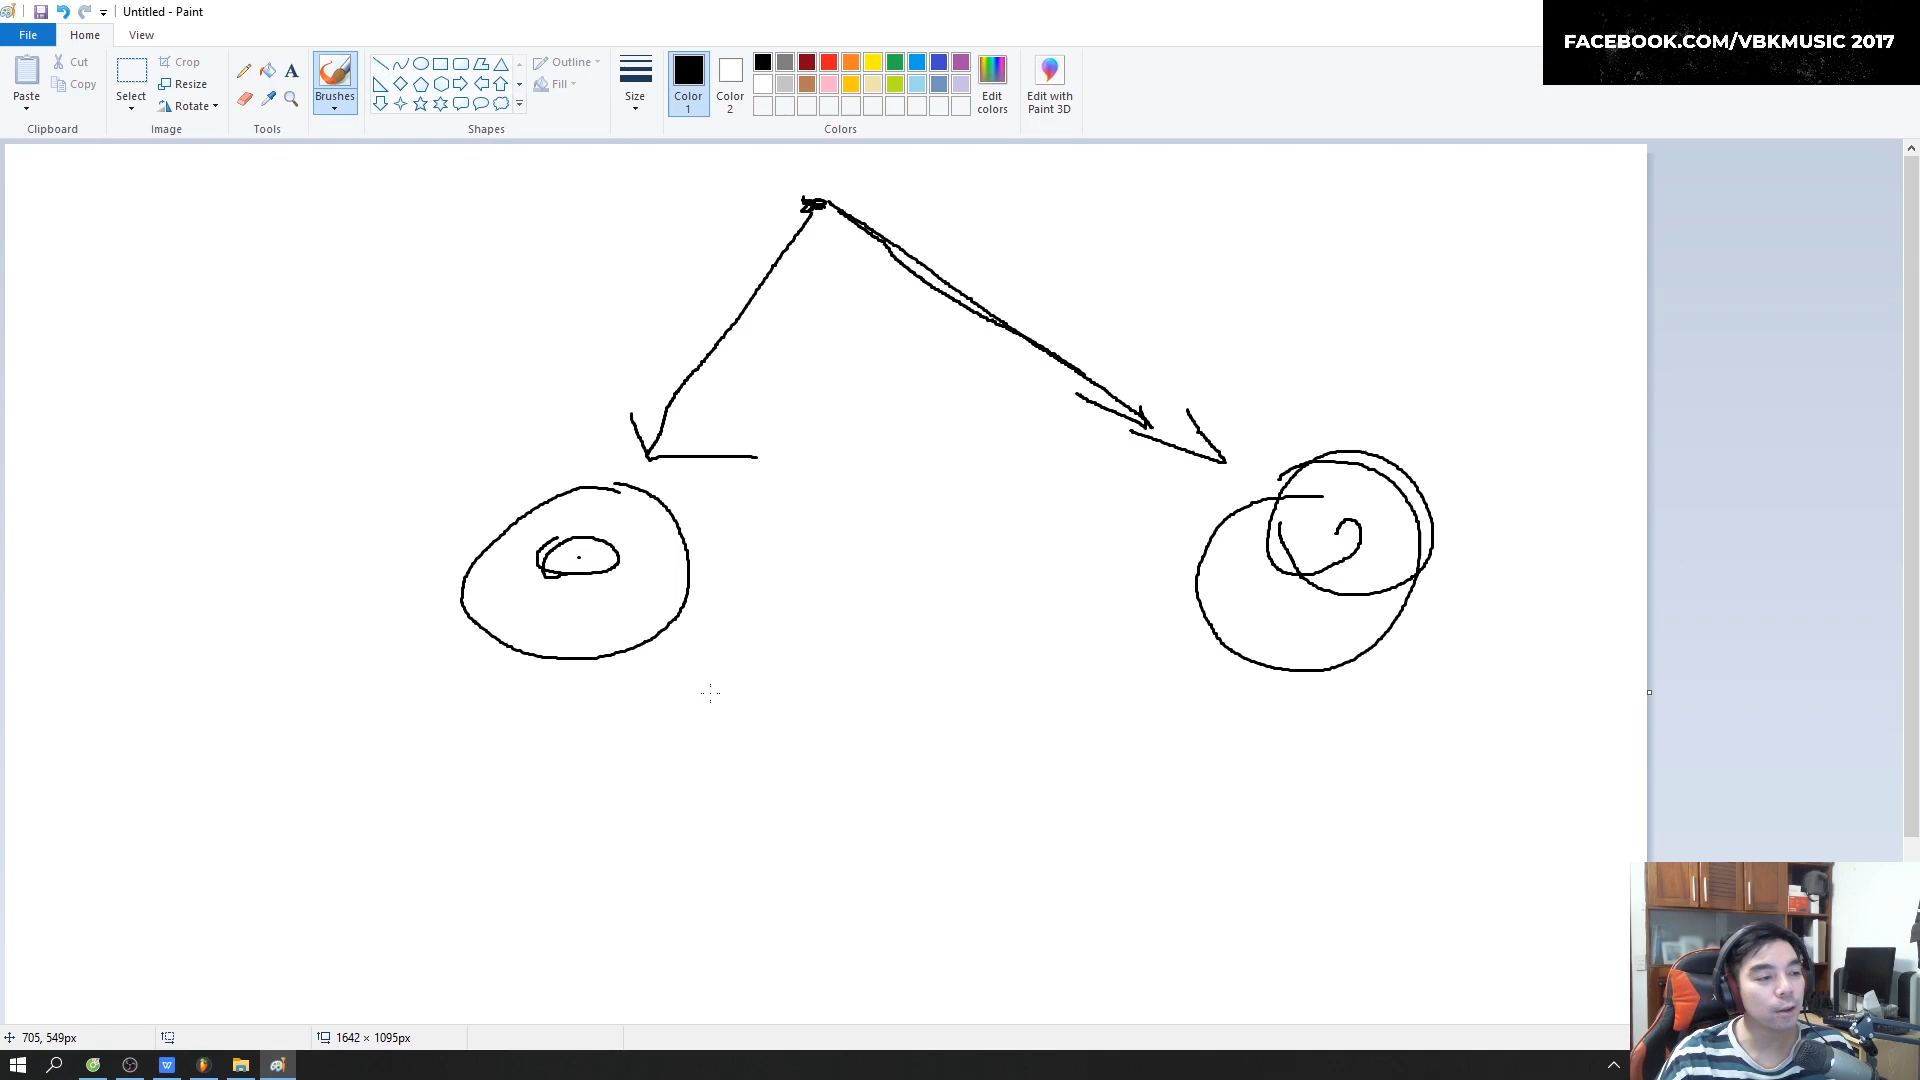 Untitled - Paint
FACEBOOK.COM/VBKMUSIC 2017
File Home View
Paste
Cut
Copy
Clipboard
Select
Crop
Resize
Rotate
Image
Tools
Brushes
Shapes
Outline
Fill
Size
Color 1
Color 2
Colors
Edit colors
Edit with Paint 3D
705, 549px
1642 × 1095px